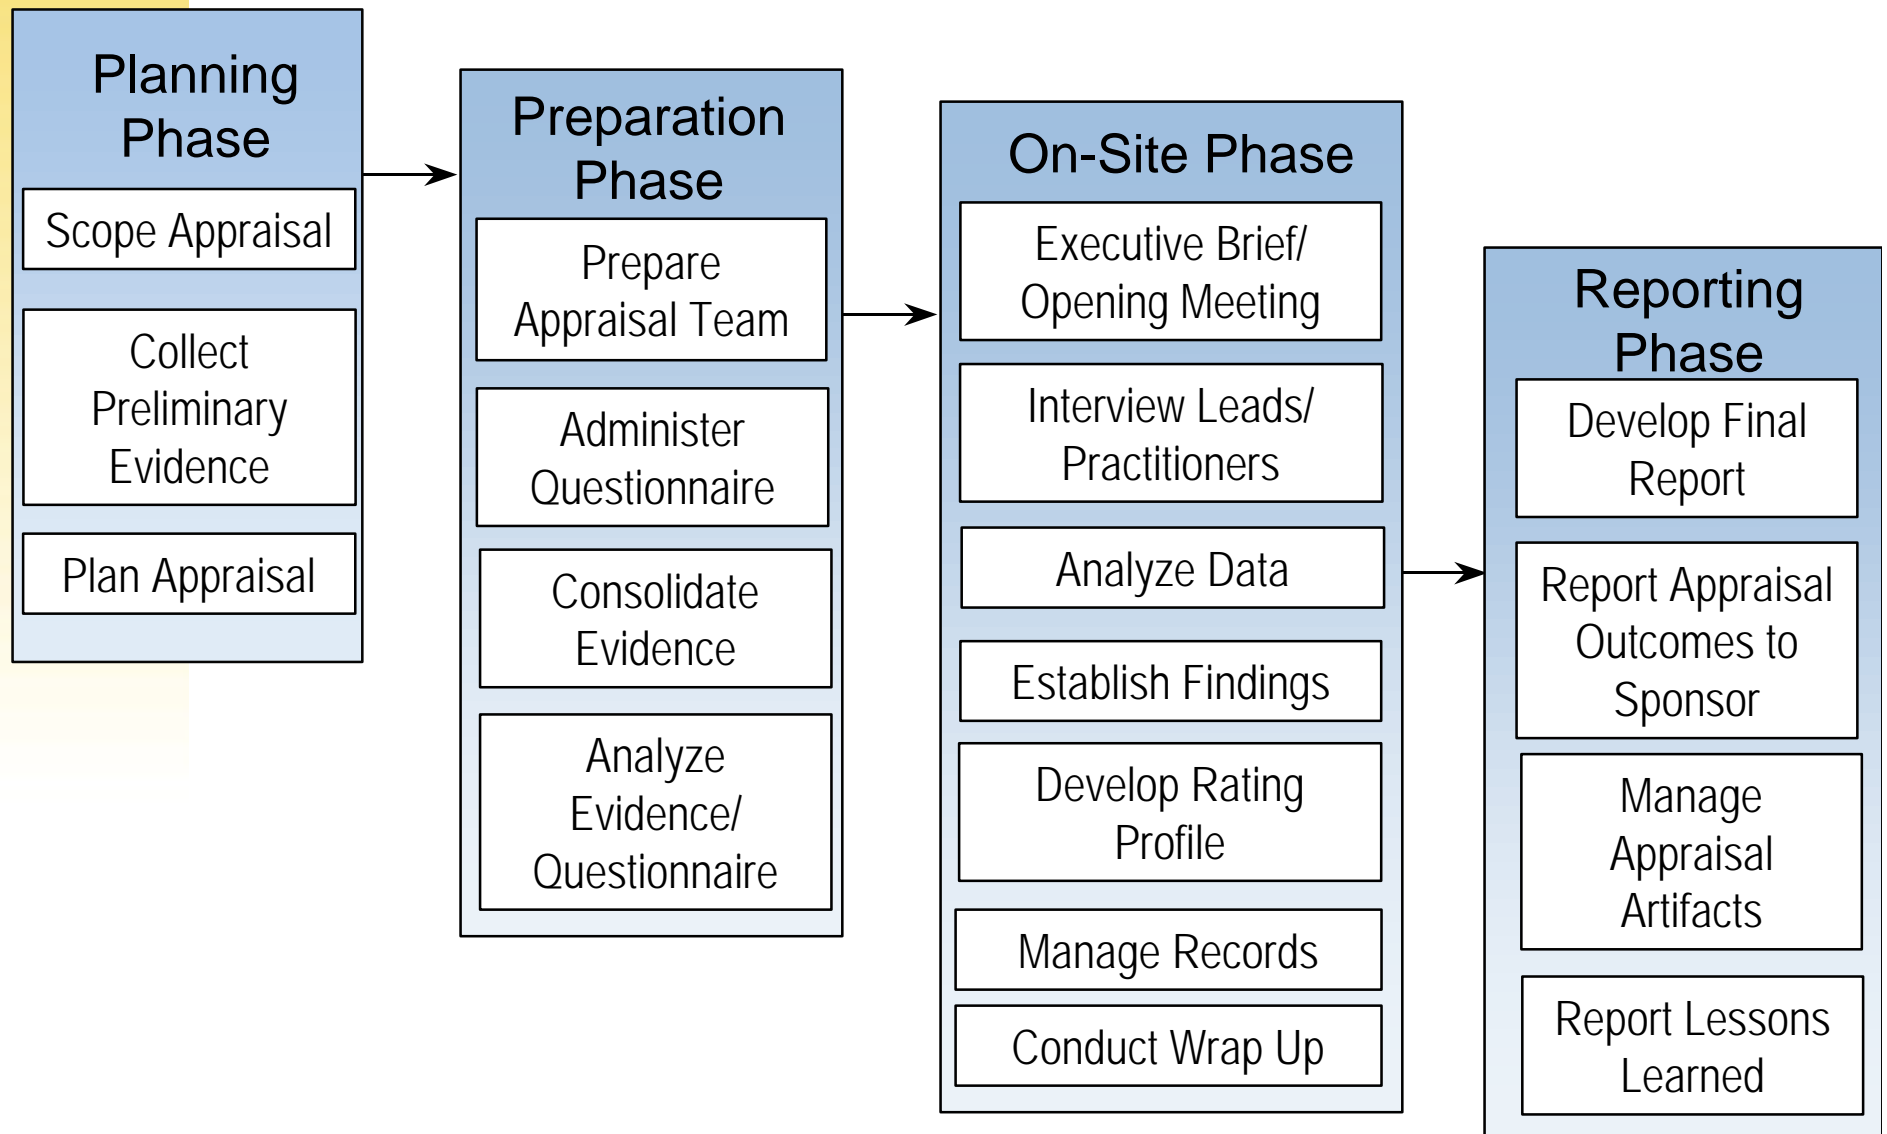 Planning
Phase
Scope Appraisal
Collect
Preliminary
Evidence
Plan Appraisal
Preparation
Phase
Prepare
Appraisal Team
Administer
Questionnaire
Consolidate
Evidence
Analyze
Evidence/
Questionnaire
On-Site Phase
Executive Brief/
Opening Meeting
Interview Leads/
Practitioners
Analyze Data
Establish Findings
Develop Rating
Profile
Manage Records
Conduct Wrap Up
Reporting
Phase
Develop Final
Report
Report Appraisal
Outcomes to
Sponsor
Manage
Appraisal
Artifacts
Report Lessons
Learned